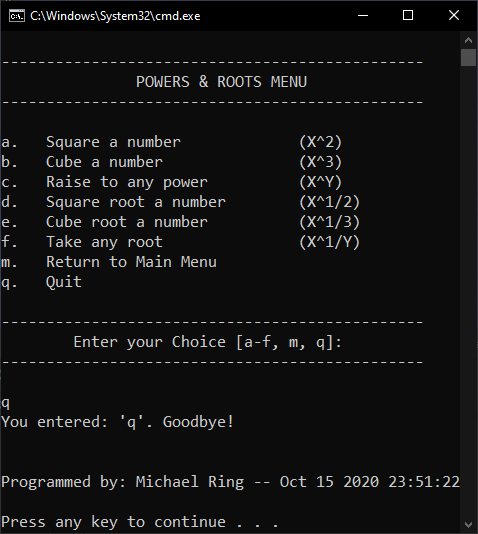 C:\Windows\System32\cmd.exe
-----------------------------------------------
POWERS & ROOTS MENU
-----------------------------------------------
a. Square a number (X^2)
b. Cube a number (X^3)
c. Raise to any power (X^Y)
d. Square root a number (X^1/2)
e. Cube root a number (X^1/3)
f. Take any root (X^1/Y)
m. Return to Main Menu
q. Quit
-----------------------------------------------
Enter your Choice [a-f, m, q]:
-----------------------------------------------
q
You entered: 'q'. Goodbye!
Programmed by: Michael Ring -- Oct 15 2020 23:51:22
Press any key to continue . . .